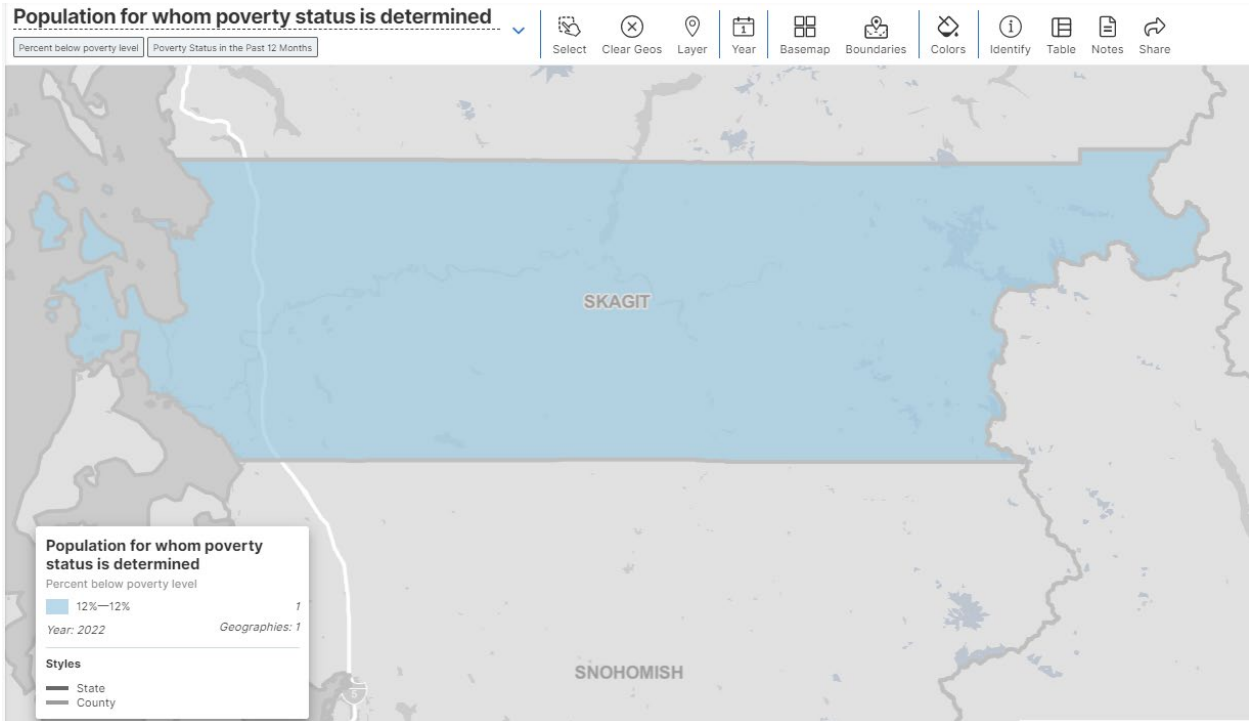 Population for whom poverty status is determined
Percent below poverty level
Poverty Status in the Past 12 Months
Select
Clear Geos
Layer
1
Year
Basemap
Boundaries
Colors
i
Identify
Table
Notes
Share
SKAGIT
SNOHOMISH
5
Population for whom poverty
status is determined
Percent below poverty level
12%—12% 1
Year: 2022 Geographies: 1
Styles
State
County